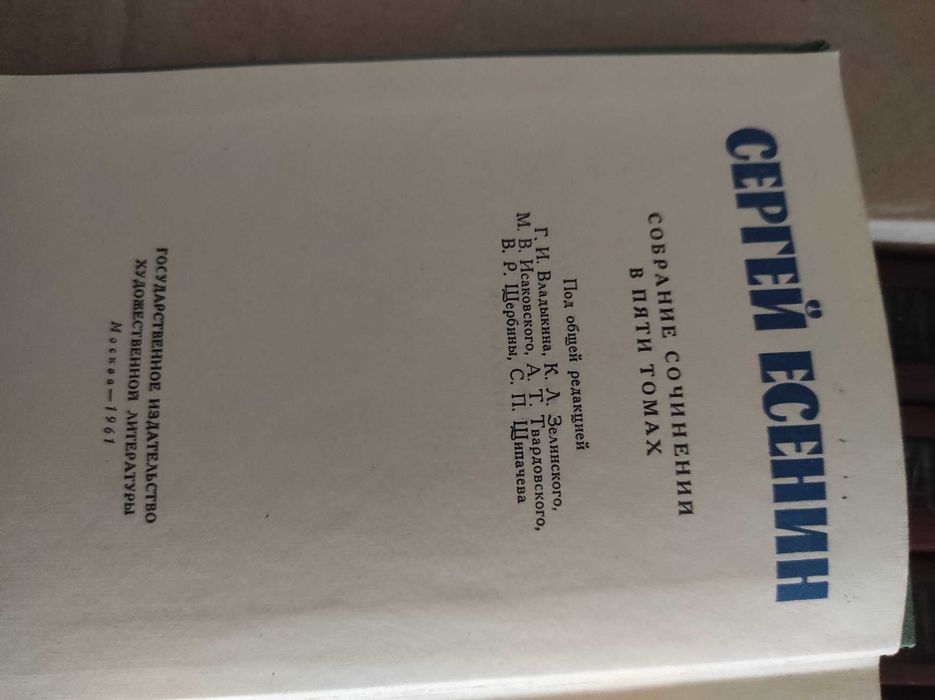 СЕРГЕЙ ЕСЕНИН
СОБРАНИЕ СОЧИНЕНИЙ
В ПЯТИ ТОМАХ
Под общей редакцией
Г. И. Владыкина, К. Л. Зелинского,
М. В. Исаковского, А. Т. Твардовского,
В. Р. Щербины, С. П. Щипачева
ГОСУДАРСТВЕННОЕ ИЗДАТЕЛЬСТВО
ХУДОЖЕСТВЕННОЙ ЛИТЕРАТУРЫ
Москва—1961